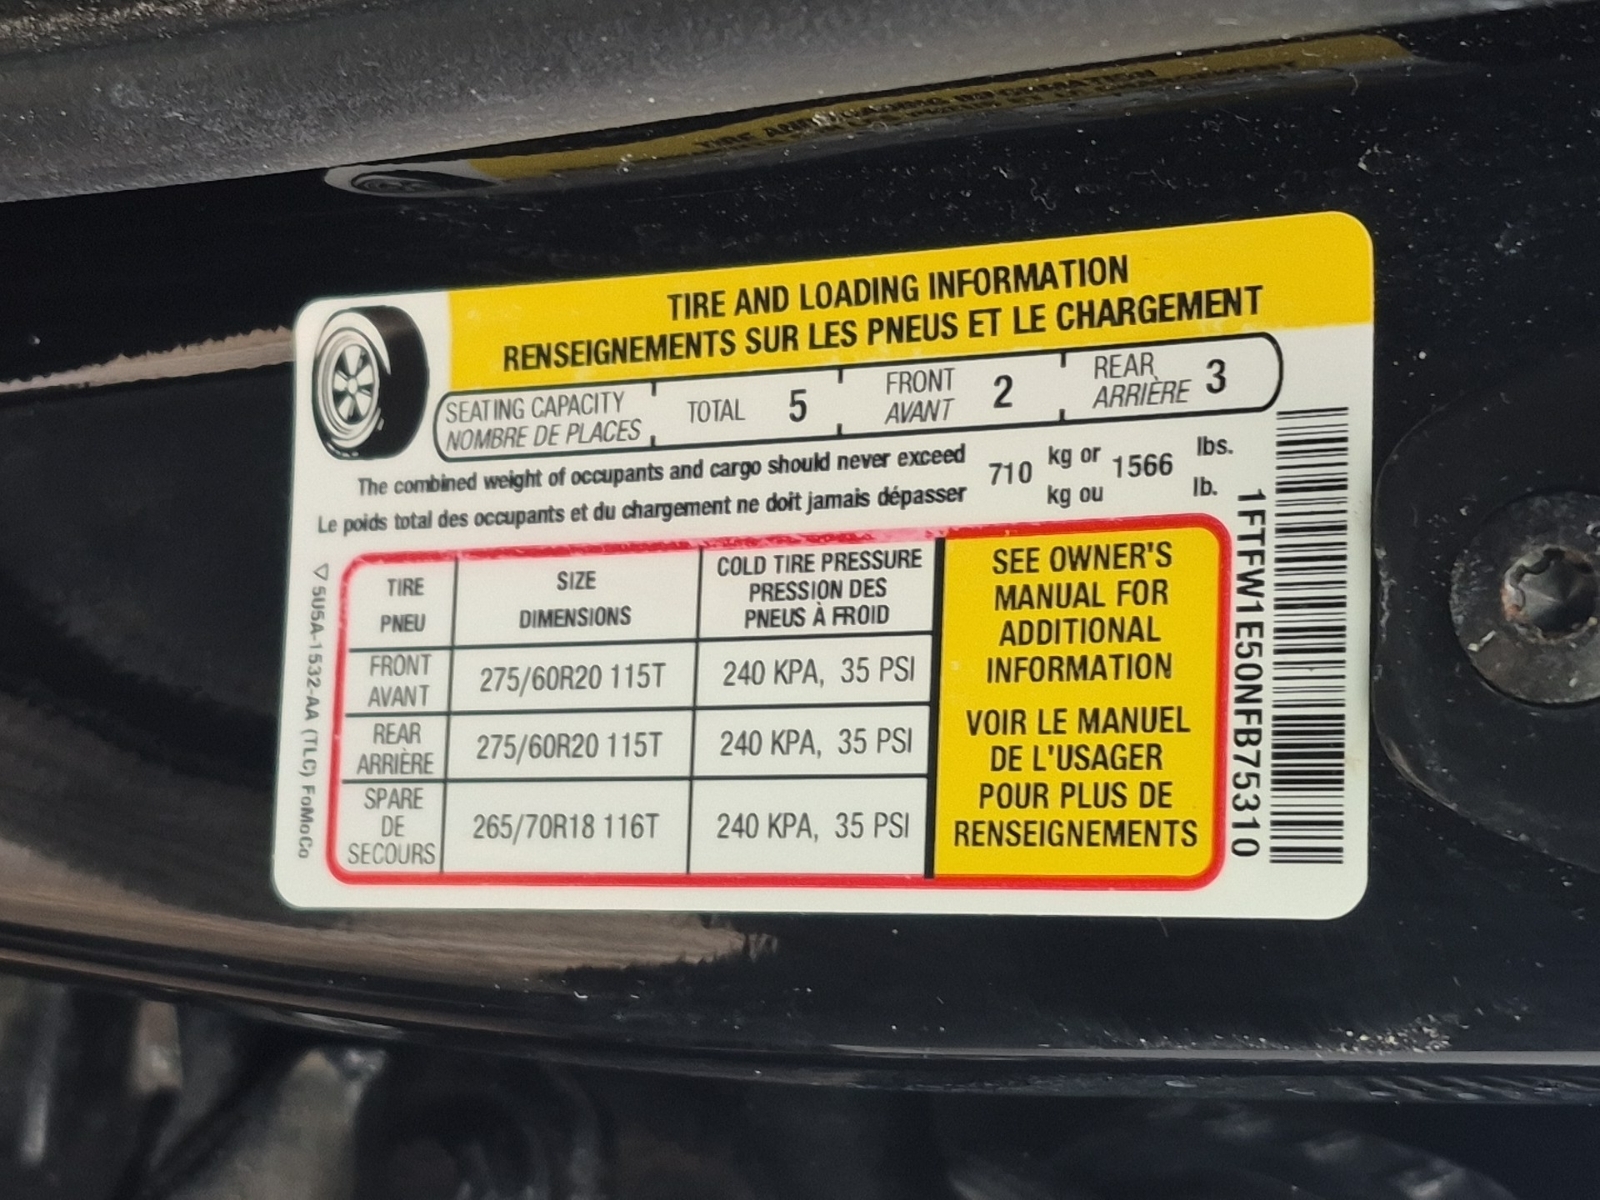 TIRE AND LOADING INFORMATION
RENSEIGNEMENTS SUR LES PNEUS ET LE CHARGEMENT
SEATING CAPACITY
NOMBRE DE PLACES
TOTAL 5
FRONT
AVANT
2
REAR
ARRIÈRE
3
The combined weight of occupants and cargo should never exceed
Le poids total des occupants et du chargement ne doit jamais dépasser
710
kg or
kg ou
1566
lbs.
lb.
TIRE
PNEU
SIZE
DIMENSIONS
COLD TIRE PRESSURE
PRESSION DES
PNEUS À FROID
FRONT
AVANT
275/60R20 115T
240 KPA, 35 PSI
REAR
ARRIÈRE
275/60R20 115T
240 KPA, 35 PSI
SPARE
DE
SECOURS
265/70R18 116T
240 KPA, 35 PSI
SEE OWNER'S
MANUAL FOR
ADDITIONAL
INFORMATION
VOIR LE MANUEL
DE L'USAGER
POUR PLUS DE
RENSEIGNEMENTS
5U5A-1532-AA (TLC) FoMoCo
1FTFW1E50NFB75310